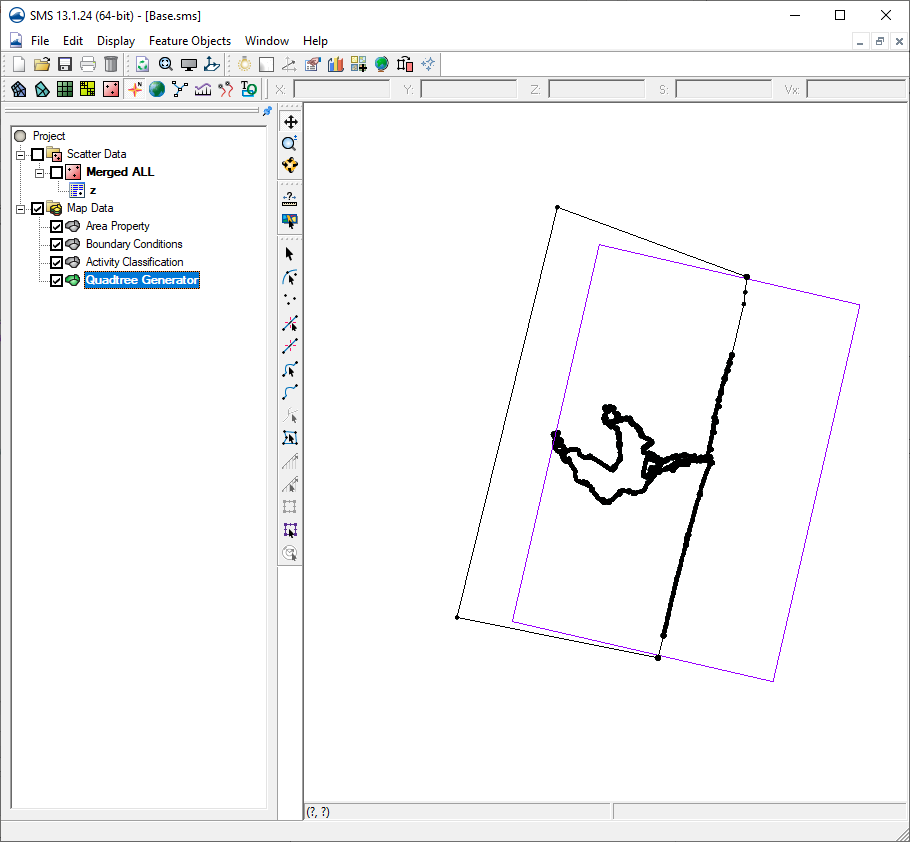 SMS 13.1.24 (64-bit) - [Base.sms]
File Edit Display Feature Objects Window Help
X: Y: Z: S: Vx:
Project
Scatter Data
Merged ALL
z
Map Data
Area Property
Boundary Conditions
Activity Classification
Quadtree Generator
(?, ?)